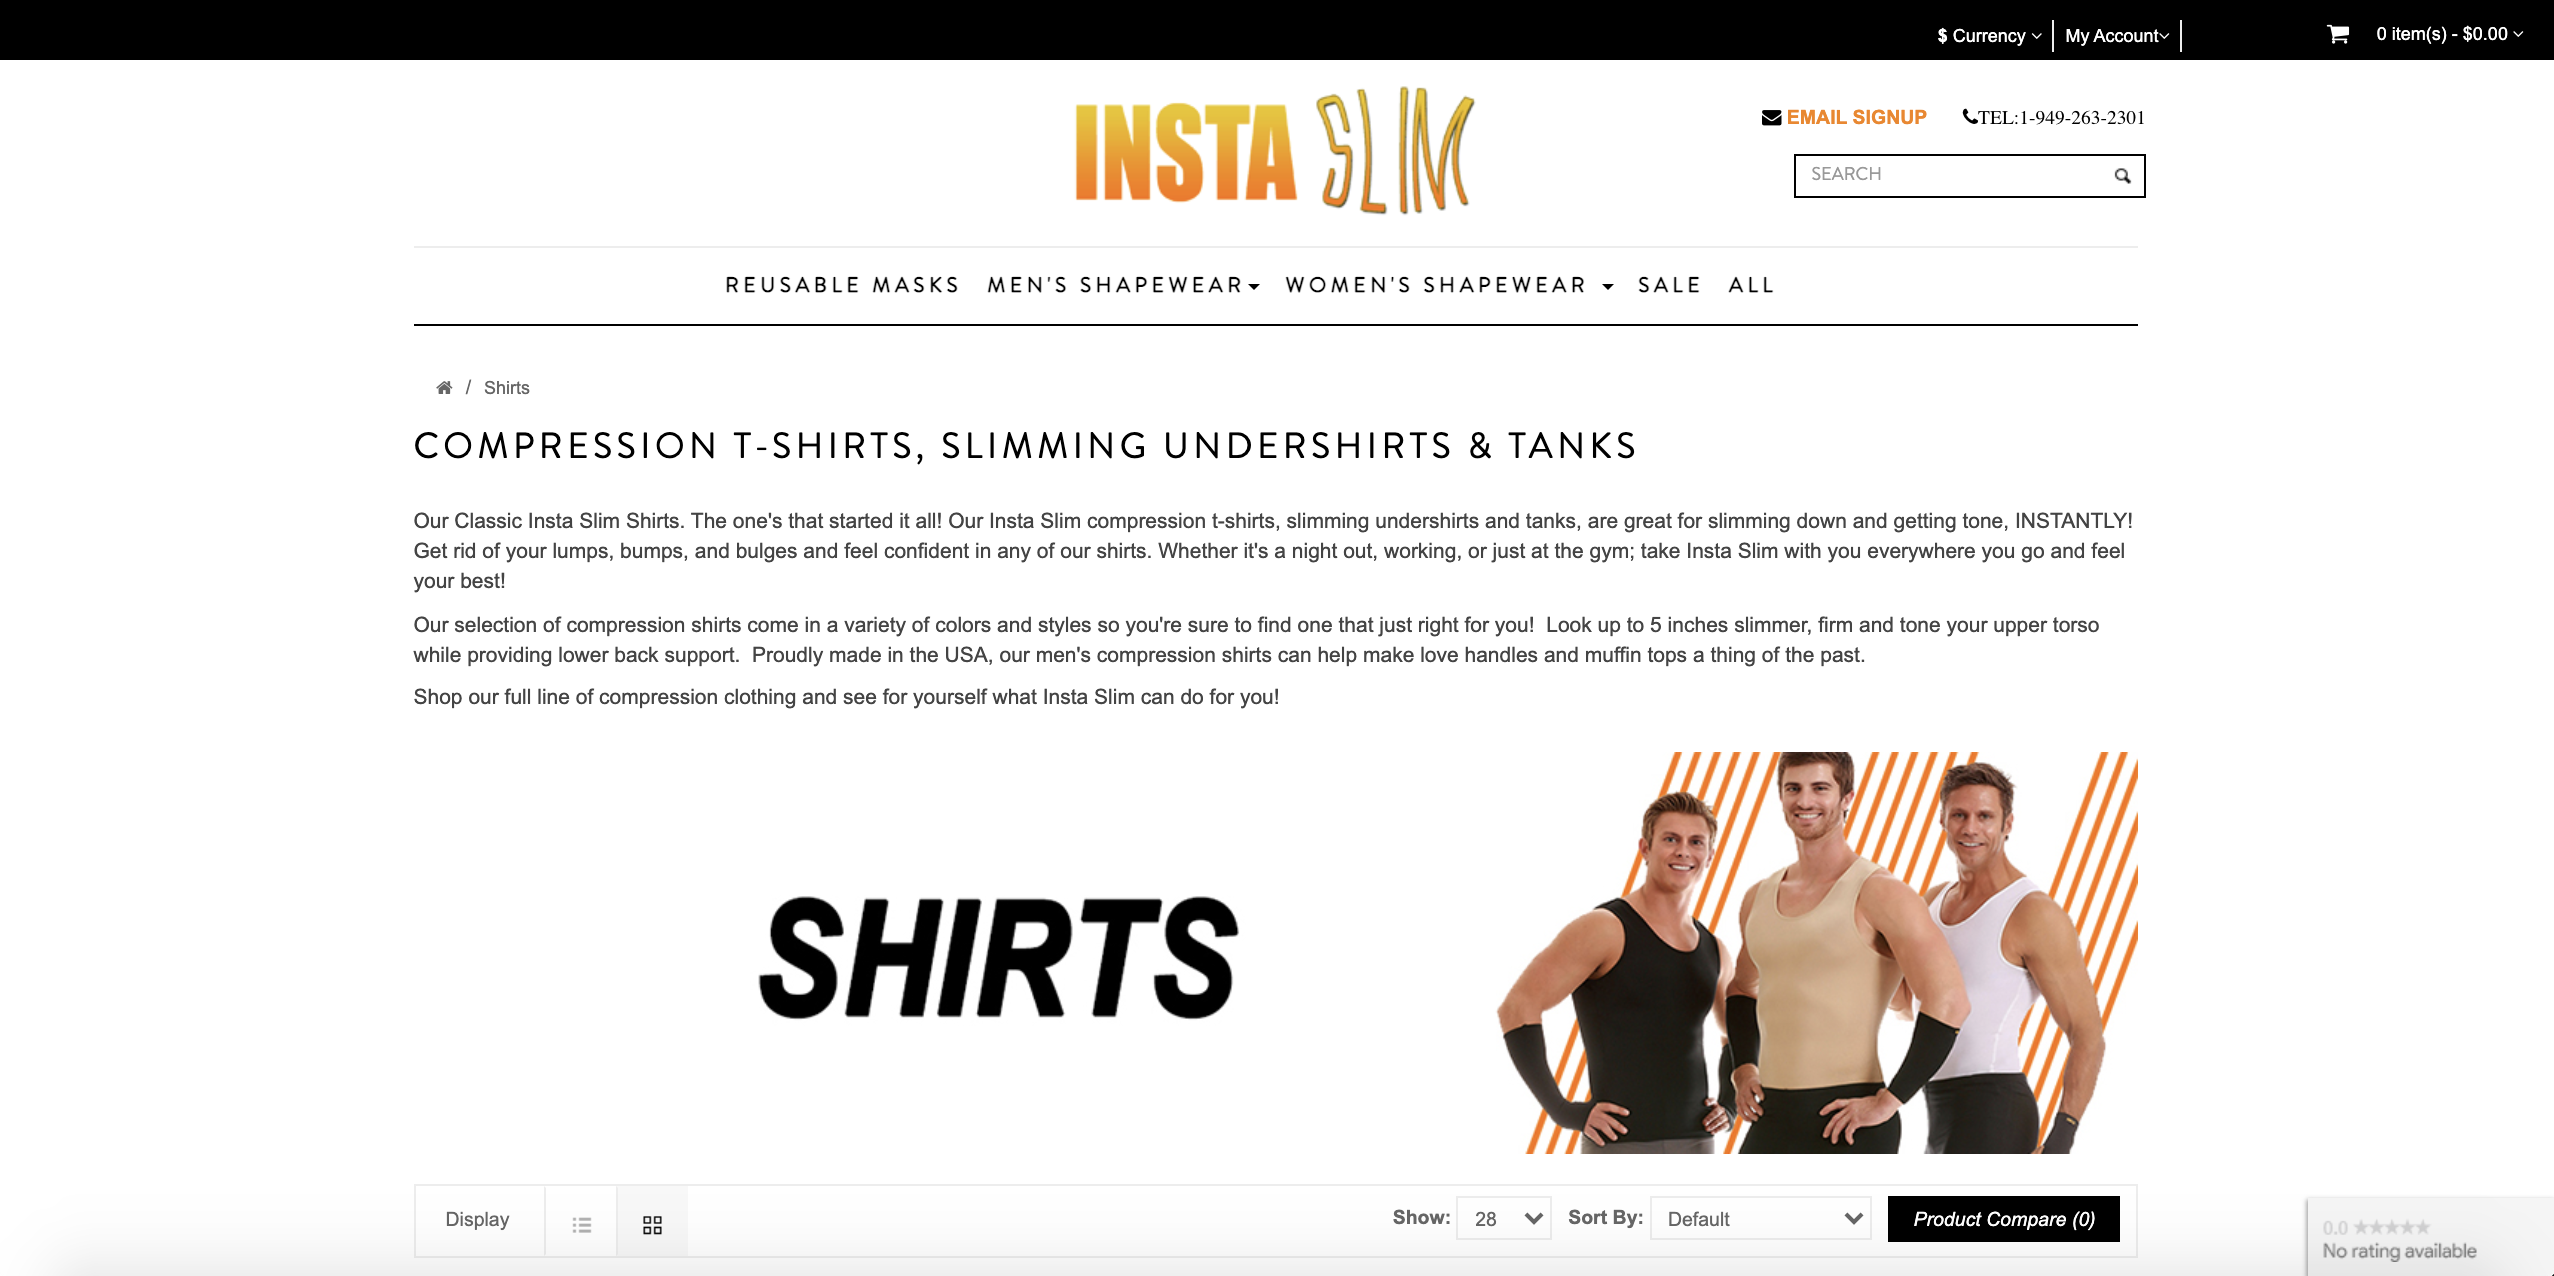 $ Currency
My Account
0 item(s) - $0.00
INSTA SLIM
EMAIL SIGNUP
TEL:1-949-263-2301
SEARCH
REUSABLE MASKS MEN'S SHAPEWEAR WOMEN'S SHAPEWEAR SALE ALL
/ Shirts
COMPRESSION T-SHIRTS, SLIMMING UNDERSHIRTS & TANKS
Our Classic Insta Slim Shirts. The one's that started it all! Our Insta Slim compression t-shirts, slimming undershirts and tanks, are great for slimming down and getting tone, INSTANTLY!
Get rid of your lumps, bumps, and bulges and feel confident in any of our shirts. Whether it's a night out, working, or just at the gym; take Insta Slim with you everywhere you go and feel
your best!
Our selection of compression shirts come in a variety of colors and styles so you're sure to find one that just right for you!  Look up to 5 inches slimmer, firm and tone your upper torso
while providing lower back support.  Proudly made in the USA, our men's compression shirts can help make love handles and muffin tops a thing of the past.
Shop our full line of compression clothing and see for yourself what Insta Slim can do for you!
SHIRTS
Display
Show: 28
Sort By: Default
Product Compare (0)
0.0 ★★★★★
No rating available